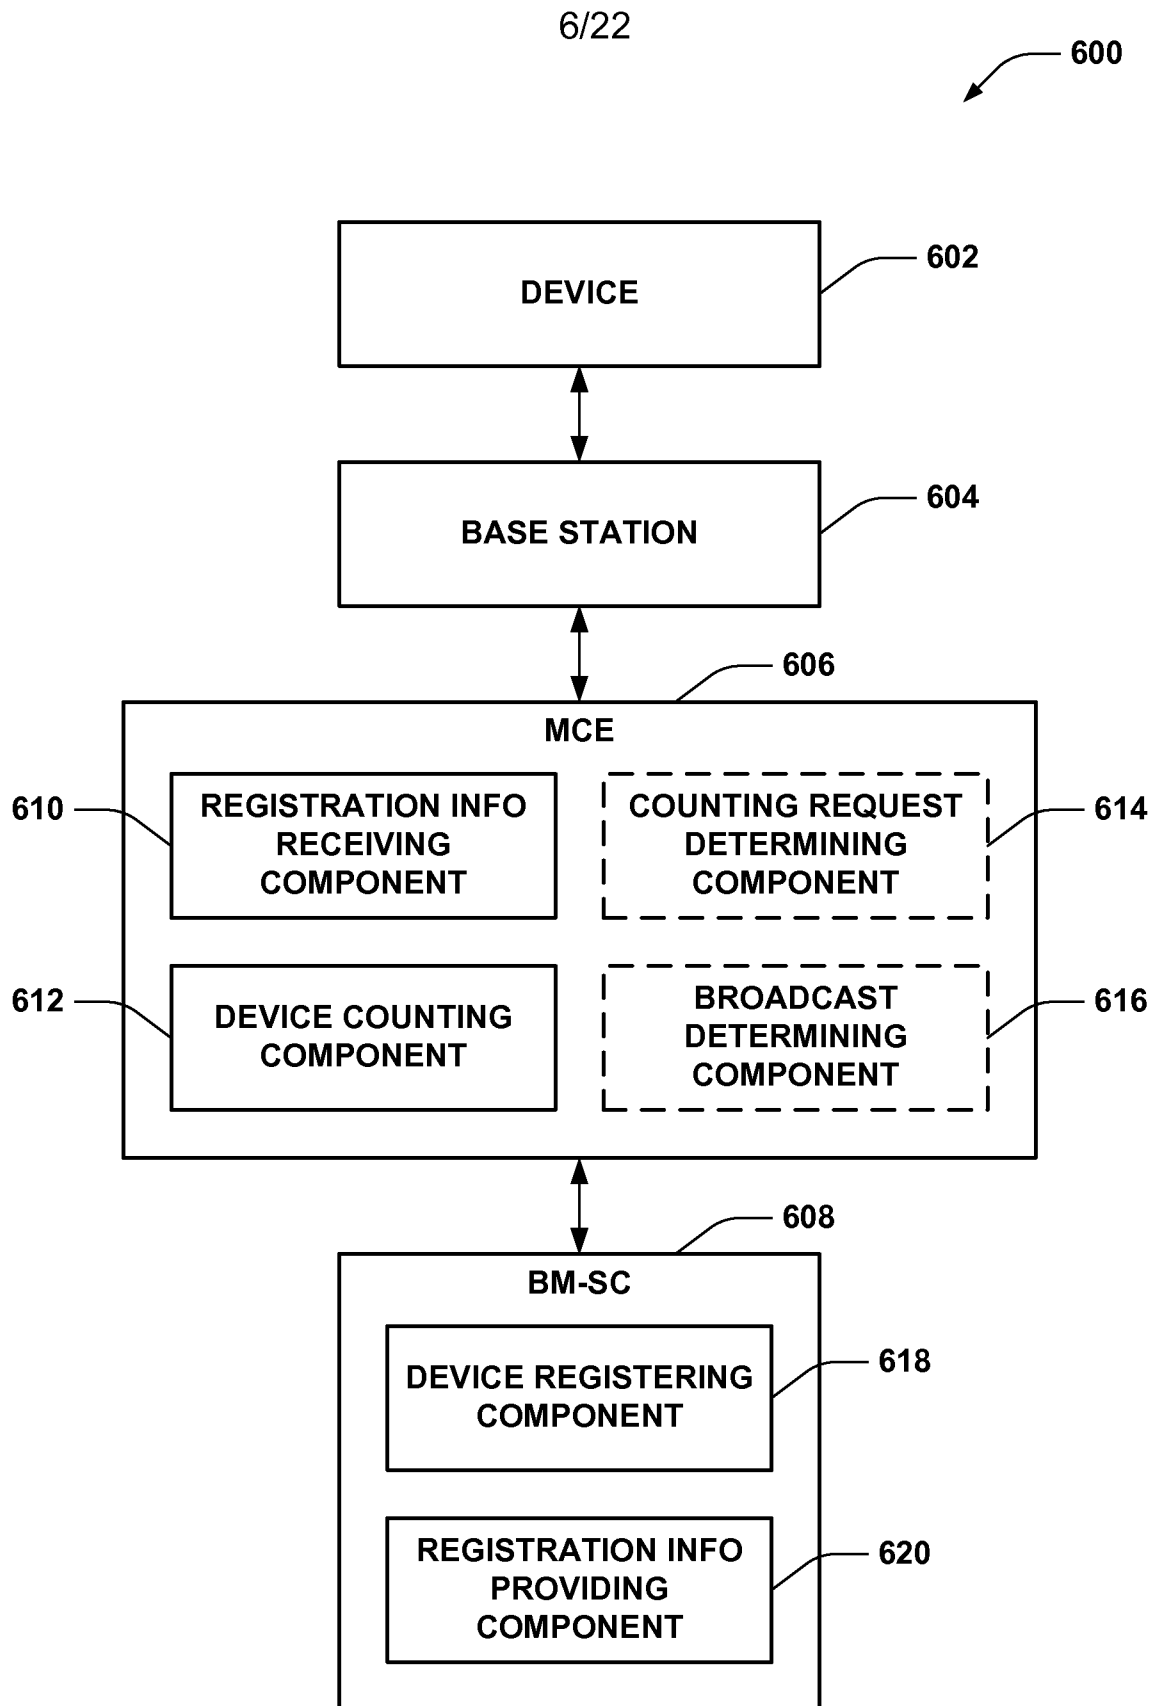 6/22
600
DEVICE
602
BASE STATION
604
606
MCE
610
REGISTRATION INFO
RECEIVING
COMPONENT
COUNTING REQUEST
DETERMINING
COMPONENT
614
612
DEVICE COUNTING
COMPONENT
BROADCAST
DETERMINING
COMPONENT
616
608
BM-SC
DEVICE REGISTERING
COMPONENT
618
REGISTRATION INFO
PROVIDING
COMPONENT
620